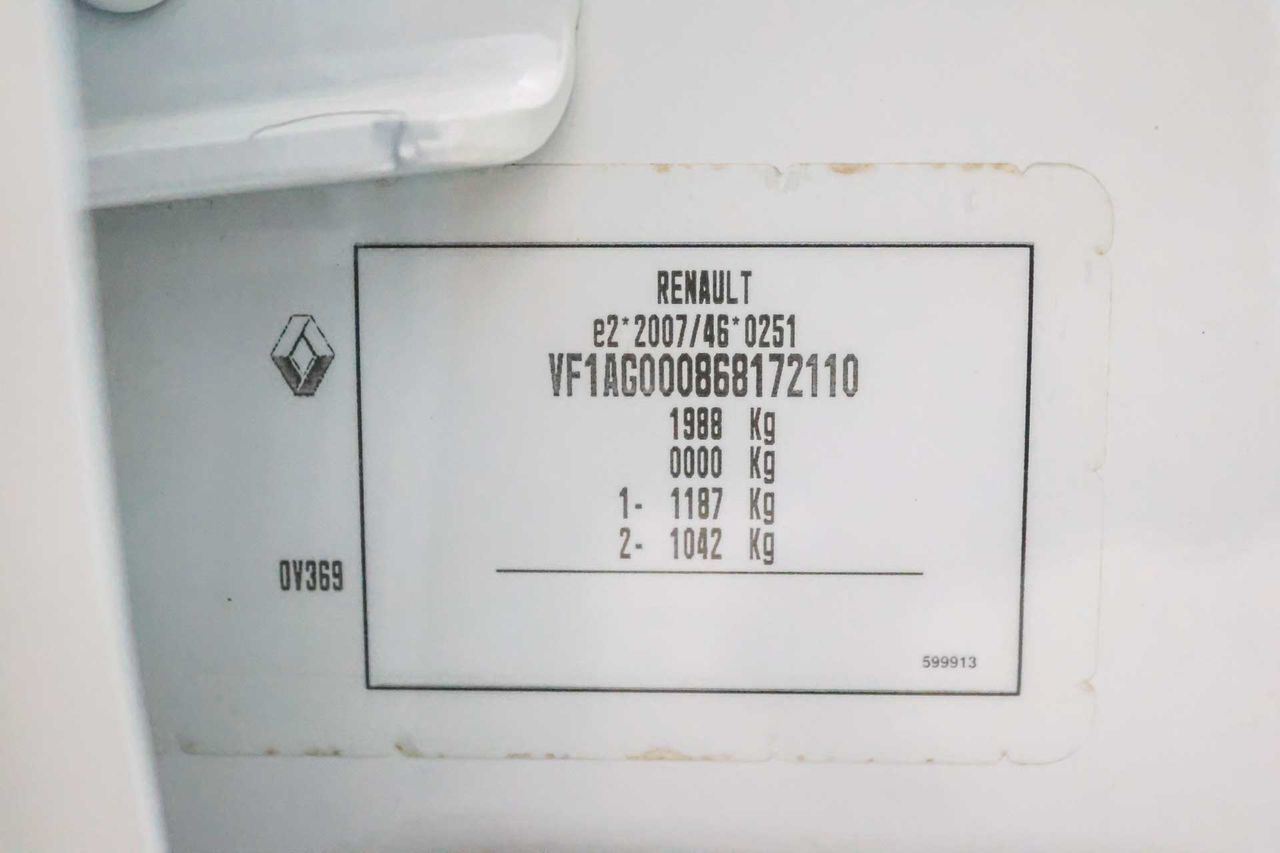 RENAULT
e2*2007/46*0251
VF1AG000868172110
1988 Kg
0000 Kg
1- 1187 Kg
2- 1042 Kg
0V369
599913